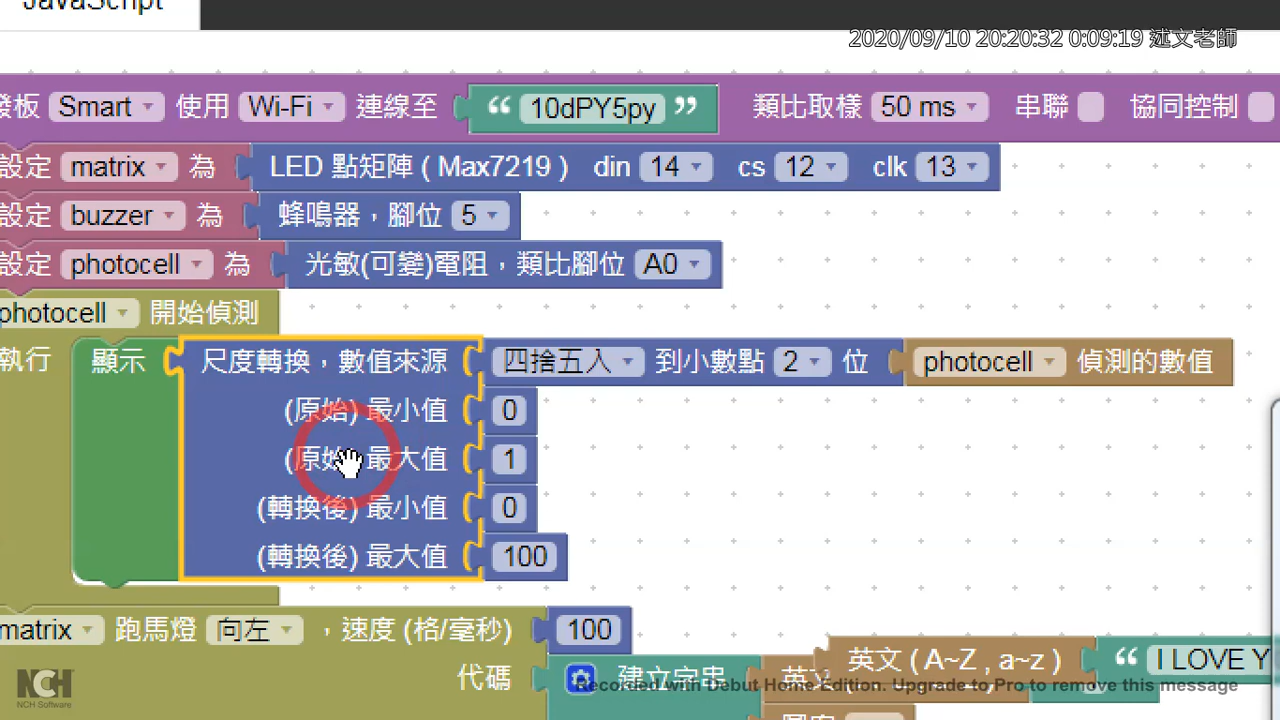 JavaScript
2020/09/10 20:20:32 0:09:19 述文老師
發板 Smart 使用 Wi-Fi 連線至 “ 10dPY5py ” 類比取樣 50 ms 串聯 協同控制
設定 matrix 為 LED 點矩陣 ( Max7219 ) din 14 cs 12 clk 13
設定 buzzer 為 蜂鳴器，腳位 5
設定 photocell 為 光敏(可變)電阻，類比腳位 A0
photocell 開始偵測
執行 顯示 尺度轉換，數值來源 四捨五入 到小數點 2 位 photocell 偵測的數值
(原始) 最小值 0
(原始) 最大值 1
(轉換後) 最小值 0
(轉換後) 最大值 100
matrix 跑馬燈 向左 ，速度 (格/毫秒) 100
代碼 建立字串 英文 英文 ( A~Z , a~z ) “ I LOVE Y
NCH
NCH Software
Recorded with Debut Home Edition. Upgrade to Pro to remove this message